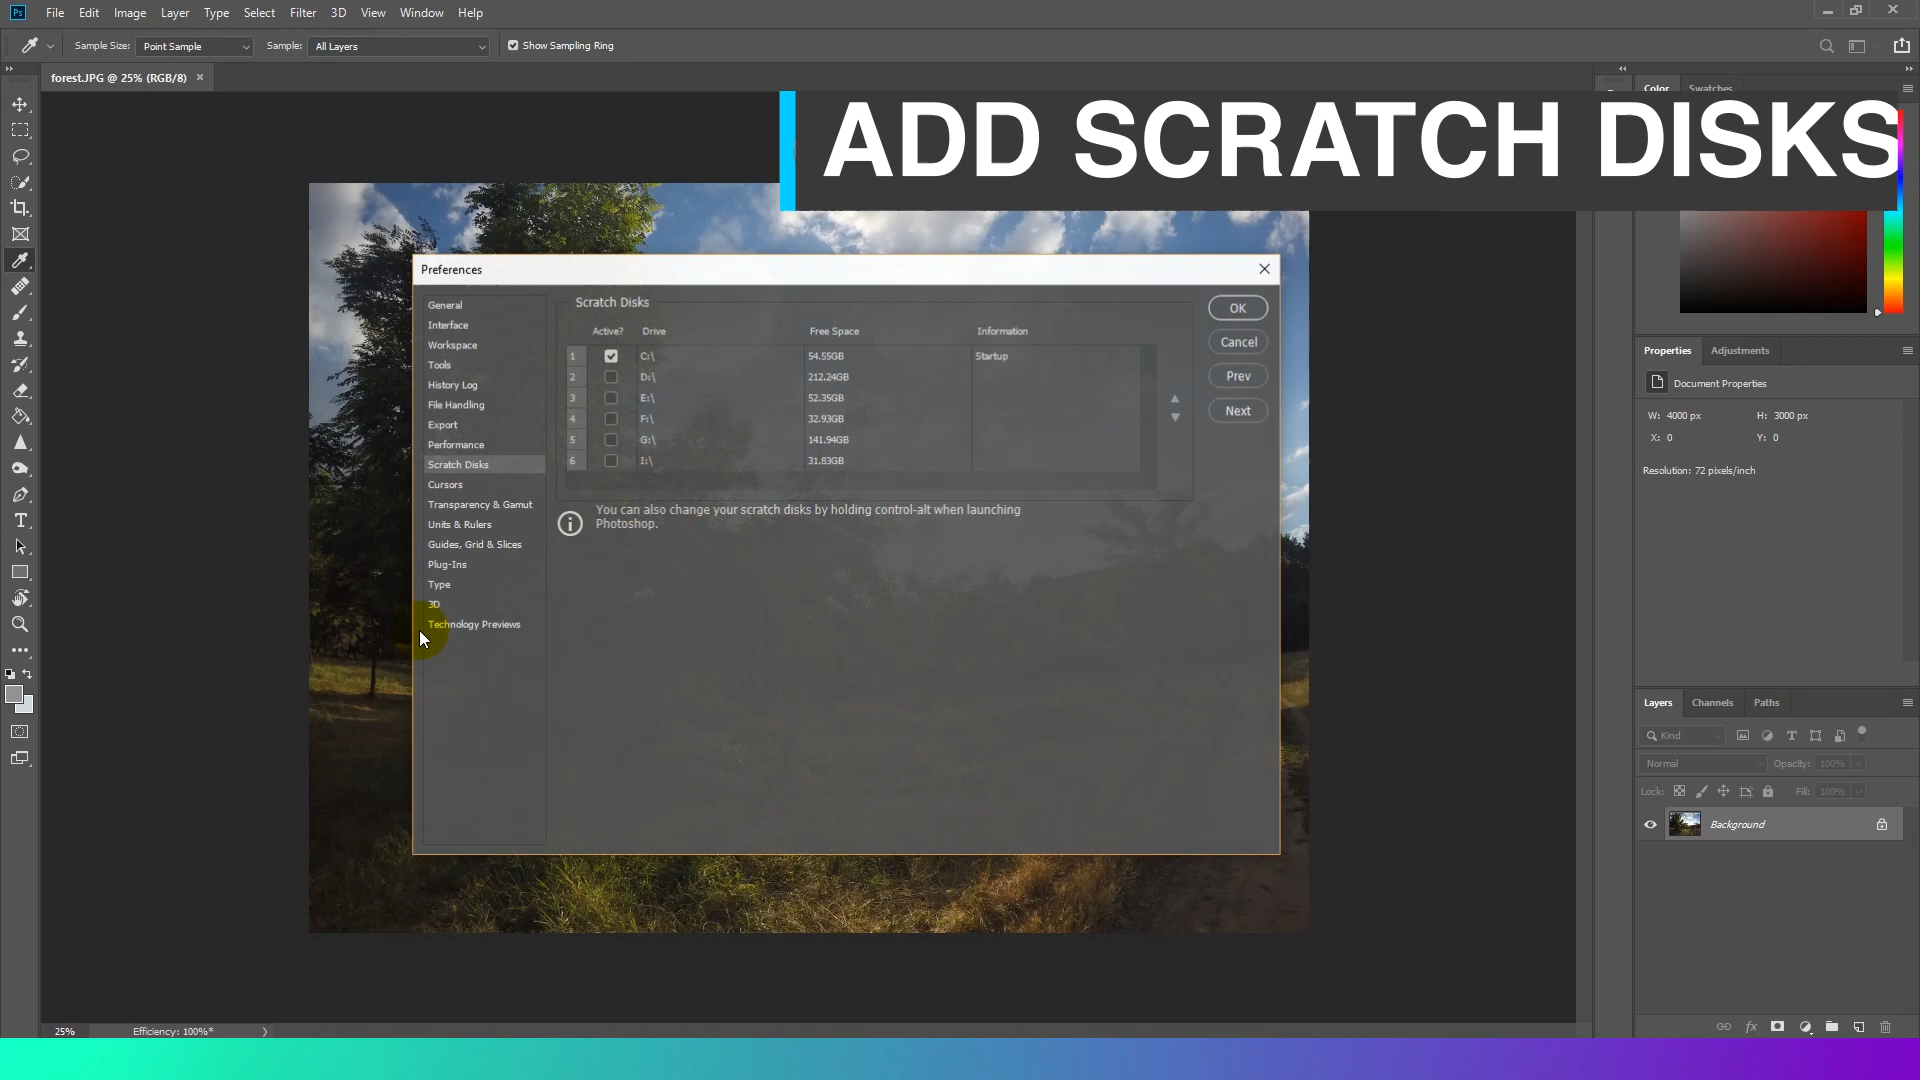 Ps File Edit Image Layer Type Select Filter 3D View Window Help
Sample Size: Point Sample Sample: All Layers Show Sampling Ring
forest.JPG @ 25% (RGB/8)
Color Swatches
ADD SCRATCH DISKS
Preferences
General
Interface
Workspace
Tools
History Log
File Handling
Export
Performance
Scratch Disks
Cursors
Transparency & Gamut
Units & Rulers
Guides, Grid & Slices
Plug-Ins
Type
3D
Technology Previews
Scratch Disks
Active? Drive Free Space Information
1 C:\ 54.55GB Startup
2 D:\ 212.24GB
3 E:\ 52.35GB
4 F:\ 32.93GB
5 G:\ 141.94GB
6 I:\ 31.83GB
You can also change your scratch disks by holding control-alt when launching
Photoshop.
OK
Cancel
Prev
Next
Properties Adjustments
Document Properties
W: 4000 px H: 3000 px
X: 0 Y: 0
Resolution: 72 pixels/inch
Layers Channels Paths
Kind
Normal Opacity: 100%
Lock: Fill: 100%
Background
fx
25% Efficiency: 100%*